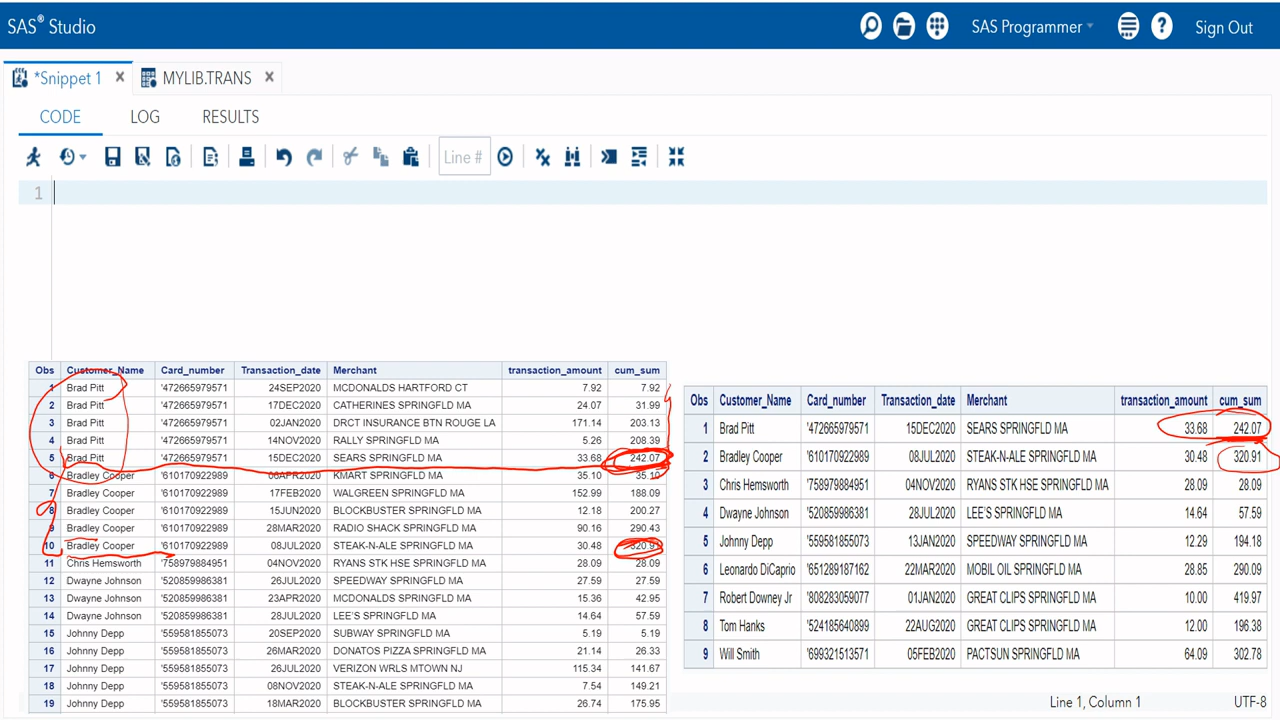 SAS® Studio SAS Programmer ? Sign Out
*Snippet 1 × MYLIB.TRANS ×
CODE LOG RESULTS
Line #
1
Obs Customer_Name Card_number Transaction_date Merchant transaction_amount cum_sum
1 Brad Pitt '472665979571 24SEP2020 MCDONALDS HARTFORD CT 7.92 7.92
2 Brad Pitt '472665979571 17DEC2020 CATHERINES SPRINGFLD MA 24.07 31.99
3 Brad Pitt '472665979571 02JAN2020 DRCT INSURANCE BTN ROUGE LA 171.14 203.13
4 Brad Pitt '472665979571 14NOV2020 RALLY SPRINGFLD MA 5.26 208.39
5 Brad Pitt '472665979571 15DEC2020 SEARS SPRINGFLD MA 33.68 242.07
6 Bradley Cooper '610170922989 06APR2020 KMART SPRINGFLD MA 35.10 35.10
7 Bradley Cooper '610170922989 17FEB2020 WALGREEN SPRINGFLD MA 152.99 188.09
8 Bradley Cooper '610170922989 15JUN2020 BLOCKBUSTER SPRINGFLD MA 12.18 200.27
9 Bradley Cooper '610170922989 28MAR2020 RADIO SHACK SPRINGFLD MA 90.16 290.43
10 Bradley Cooper '610170922989 08JUL2020 STEAK-N-ALE SPRINGFLD MA 30.48 320.91
11 Chris Hemsworth '758979884951 04NOV2020 RYANS STK HSE SPRINGFLD MA 28.09 28.09
12 Dwayne Johnson '520859986381 26JUL2020 SPEEDWAY SPRINGFLD MA 27.59 27.59
13 Dwayne Johnson '520859986381 23APR2020 MCDONALDS SPRINGFLD MA 15.36 42.95
14 Dwayne Johnson '520859986381 28JUL2020 LEE'S SPRINGFLD MA 14.64 57.59
15 Johnny Depp '559581855073 20SEP2020 SUBWAY SPRINGFLD MA 5.19 5.19
16 Johnny Depp '559581855073 26MAR2020 DONATOS PIZZA SPRINGFLD MA 21.14 26.33
17 Johnny Depp '559581855073 26JUL2020 VERIZON WRLS MTOWN NJ 115.34 141.67
18 Johnny Depp '559581855073 08NOV2020 STEAK-N-ALE SPRINGFLD MA 7.54 149.21
19 Johnny Depp '559581855073 18MAR2020 BLOCKBUSTER SPRINGFLD MA 26.74 175.95
Obs Customer_Name Card_number Transaction_date Merchant transaction_amount cum_sum
1 Brad Pitt '472665979571 15DEC2020 SEARS SPRINGFLD MA 33.68 242.07
2 Bradley Cooper '610170922989 08JUL2020 STEAK-N-ALE SPRINGFLD MA 30.48 320.91
3 Chris Hemsworth '758979884951 04NOV2020 RYANS STK HSE SPRINGFLD MA 28.09 28.09
4 Dwayne Johnson '520859986381 28JUL2020 LEE'S SPRINGFLD MA 14.64 57.59
5 Johnny Depp '559581855073 13JAN2020 SPEEDWAY SPRINGFLD MA 12.29 194.18
6 Leonardo DiCaprio '651289187162 22MAR2020 MOBIL OIL SPRINGFLD MA 28.85 290.09
7 Robert Downey Jr '808283059077 01JAN2020 GREAT CLIPS SPRINGFLD MA 10.00 419.97
8 Tom Hanks '524185640899 22AUG2020 GREAT CLIPS SPRINGFLD MA 12.00 196.38
9 Will Smith '699321513571 05FEB2020 PACTSUN SPRINGFLD MA 64.09 302.78
Line 1, Column 1 UTF-8